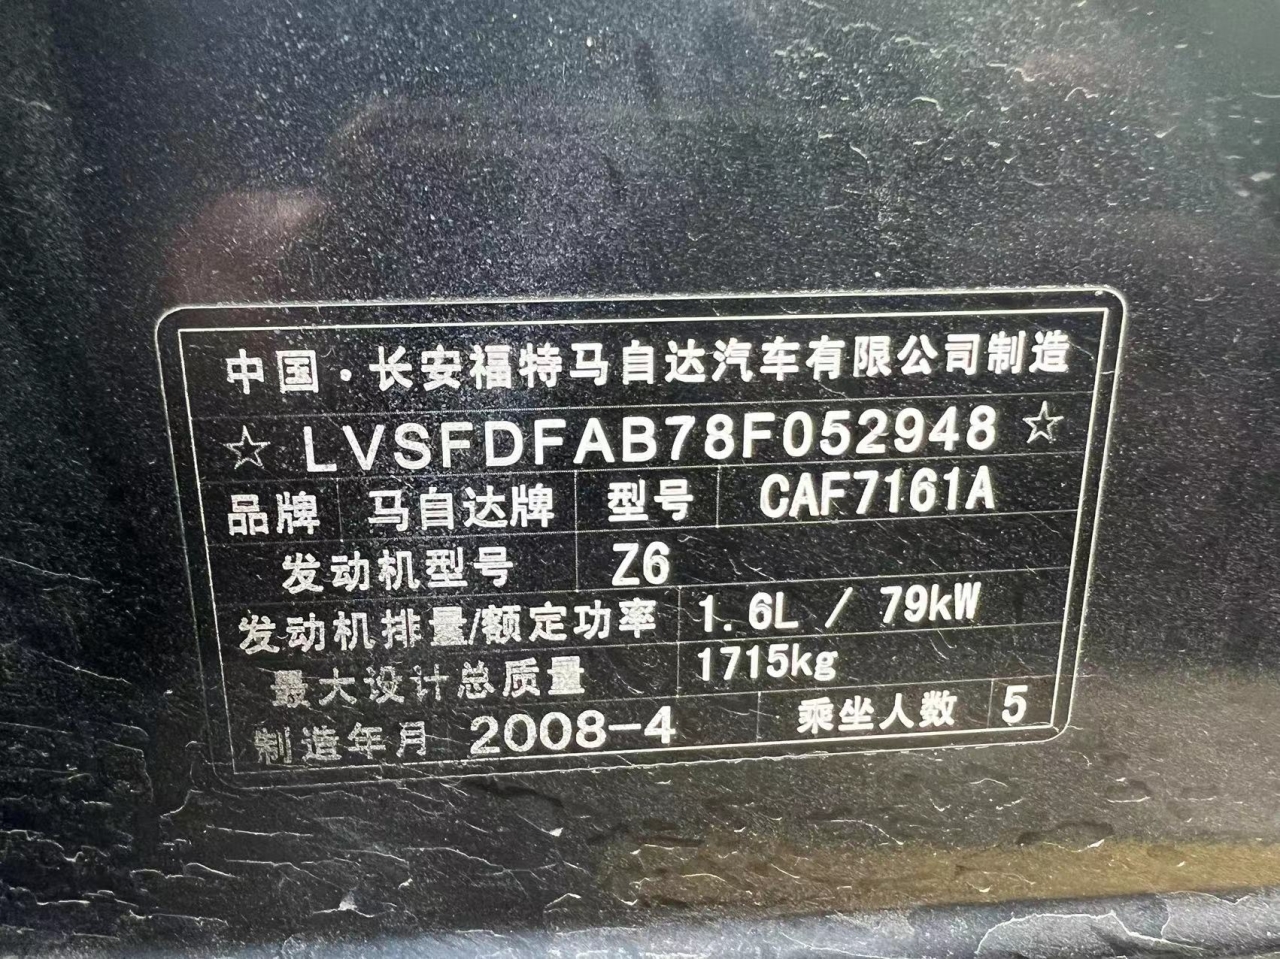 中国·长安福特马自达汽车有限公司制造
☆ LVSFDFAB78F052948 ☆
品牌 马自达牌 型号 CAF7161A
发动机型号 Z6
发动机排量/额定功率 1.6L / 79kW
最大设计总质量 1715kg
制造年月 2008-4 乘坐人数 5